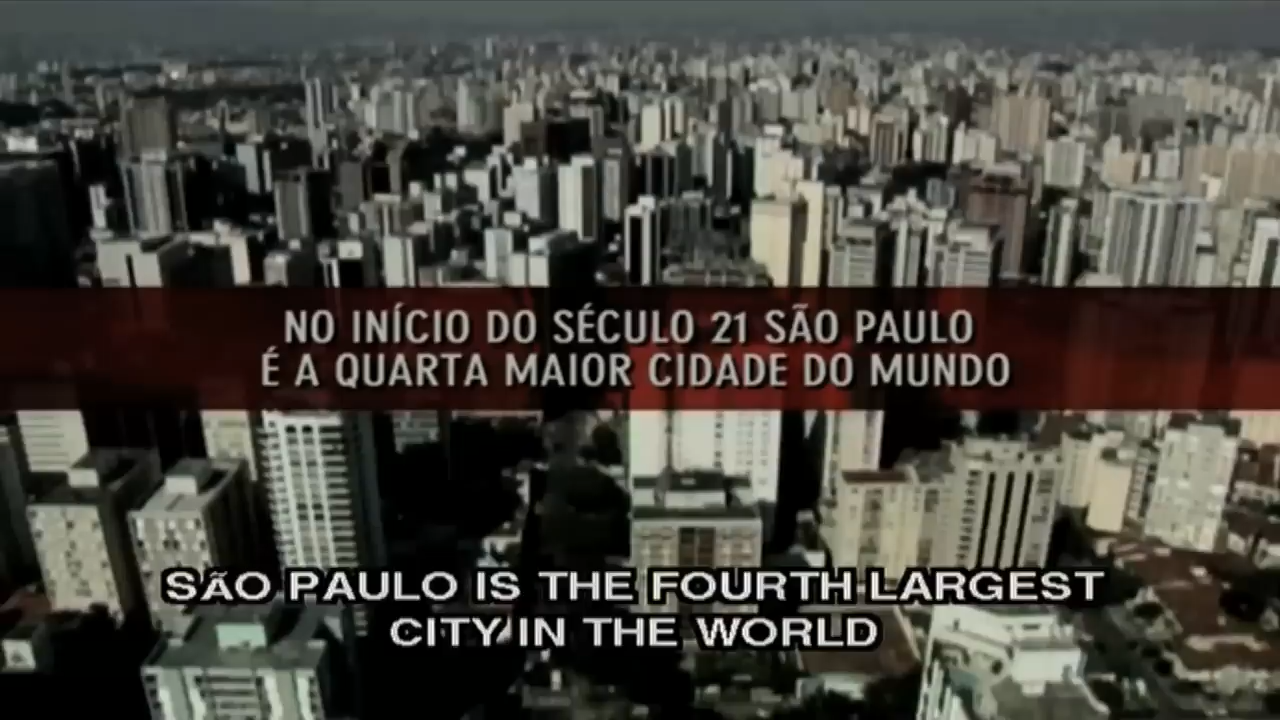 NO INÍCIO DO SÉCULO 21 SÃO PAULO
É A QUARTA MAIOR CIDADE DO MUNDO
SÃO PAULO IS THE FOURTH LARGEST
CITY IN THE WORLD